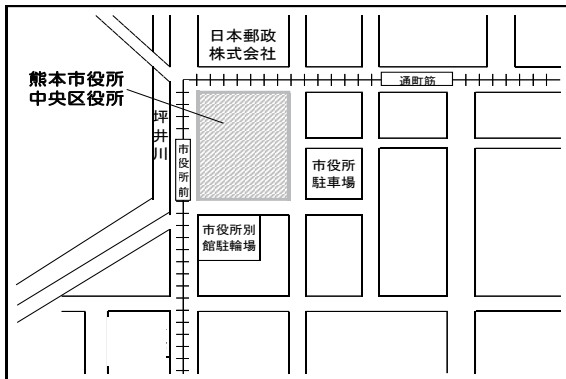 日本郵政
株式会社
通町筋
熊本市役所
中央区役所
坪井川
市役所前
市役所
駐車場
市役所別
館駐輪場